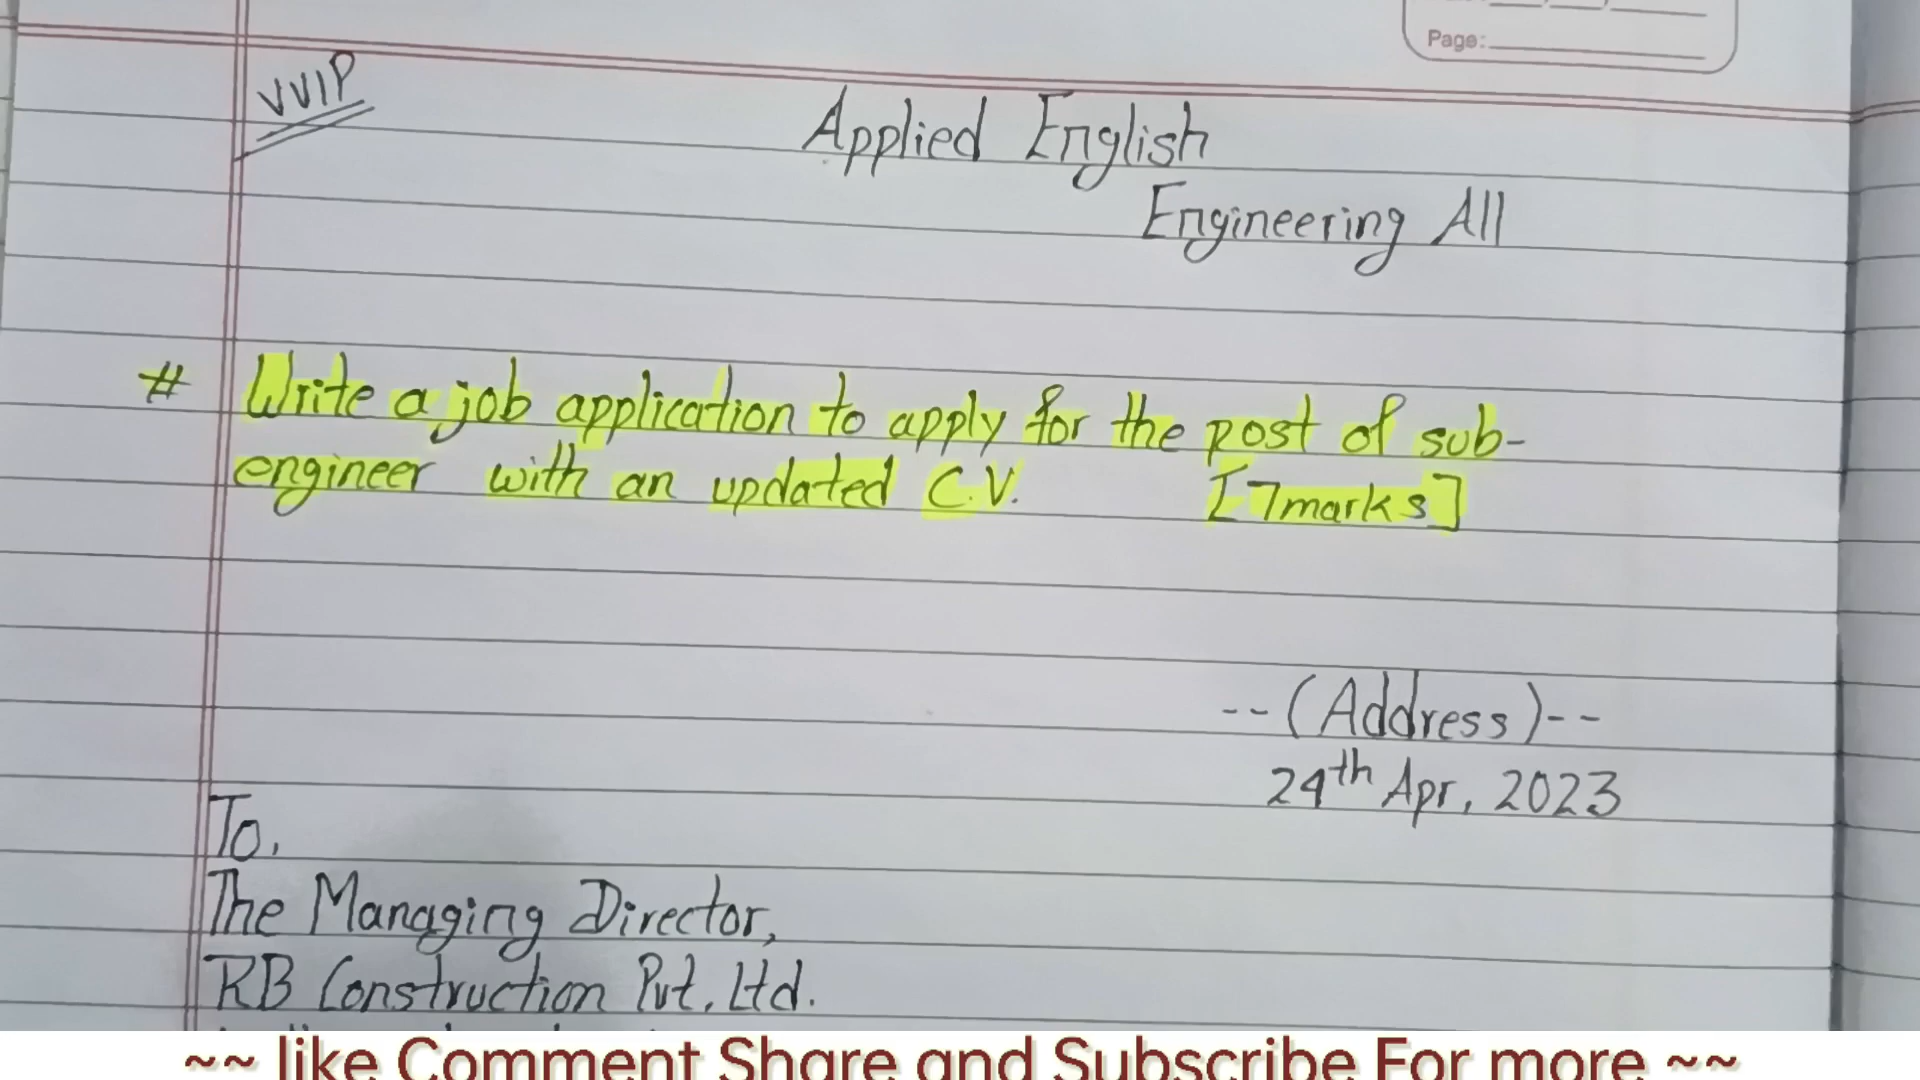 Page:
VVIP
Applied English
Engineering All
# Write a job application to apply for the post of sub-
engineer with an updated C.V. [7marks]
--(Address)--
24th Apr, 2023
To,
The Managing Director,
RB Construction Pvt. Ltd.
~~ like Comment Share and Subscribe For more ~~